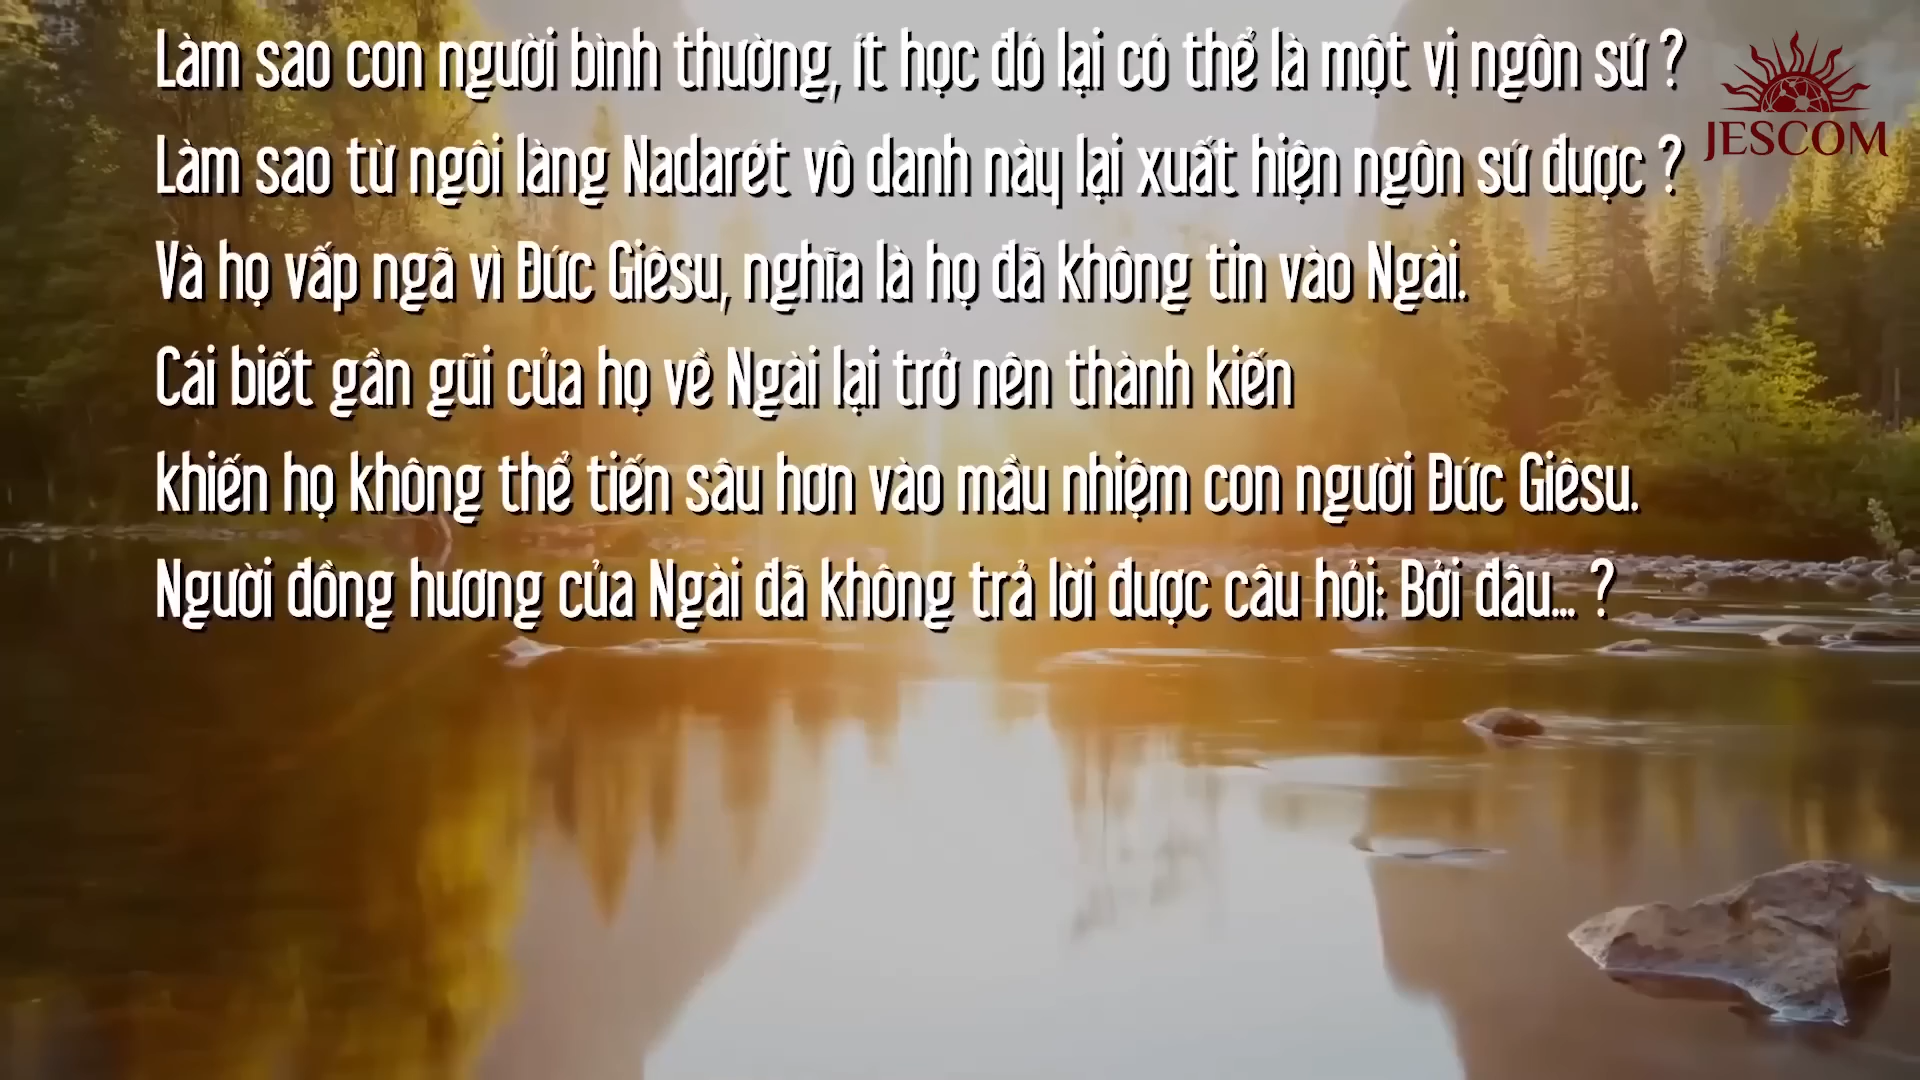 Làm sao con người bình thường, ít học đó lại có thể là một vị ngôn sứ ?
JESCOM
Làm sao từ ngôi làng Nadarét vô danh này lại xuất hiện ngôn sứ được ?
Và họ vấp ngã vì Đức Giêsu, nghĩa là họ đã không tin vào Ngài.
Cái biết gần gũi của họ về Ngài lại trở nên thành kiến
khiến họ không thể tiến sâu hơn vào mầu nhiệm con người Đức Giêsu.
Người đồng hương của Ngài đã không trả lời được câu hỏi: Bởi đâu... ?